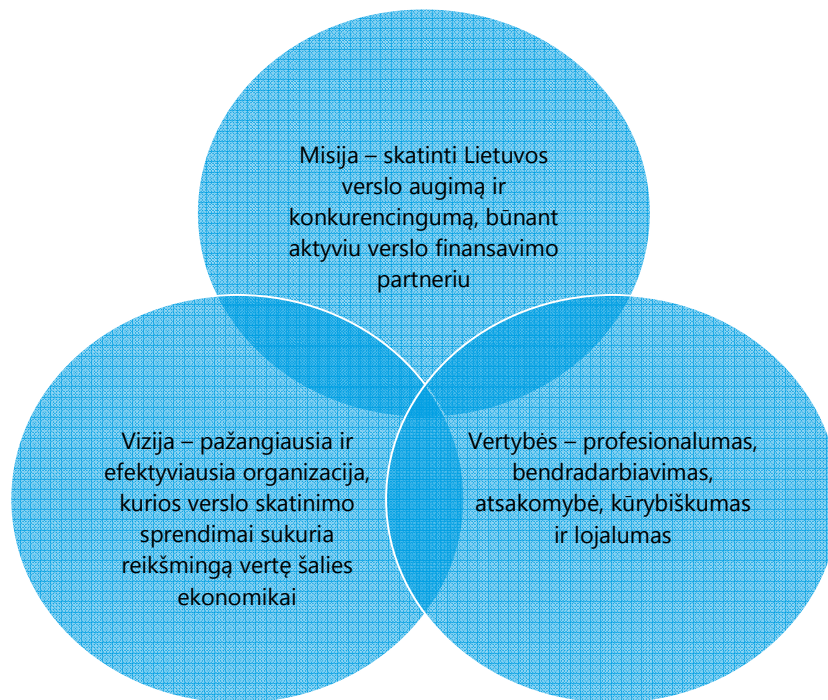 Misija – skatinti Lietuvos
verslo augimą ir
konkurencingumą, būnant
aktyviu verslo finansavimo
partneriu
Vizija – pažangiausia ir
efektyviausia organizacija,
kurios verslo skatinimo
sprendimai sukuria
reikšmingą vertę šalies
ekonomikai
Vertybės – profesionalumas,
bendradarbiavimas,
atsakomybė, kūrybiškumas
ir lojalumas